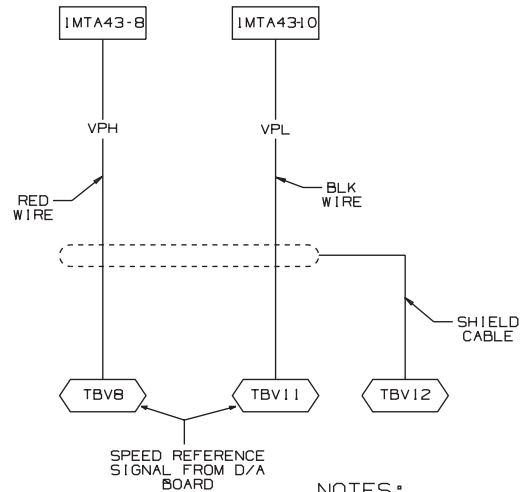 1MTA43-8
1MTA43-10
VPH
VPL
RED
WIRE
BLK
WIRE
SHIELD
CABLE
TBV8
TBV11
TBV12
SPEED REFERENCE
SIGNAL FROM D/A
BOARD
NOTES: